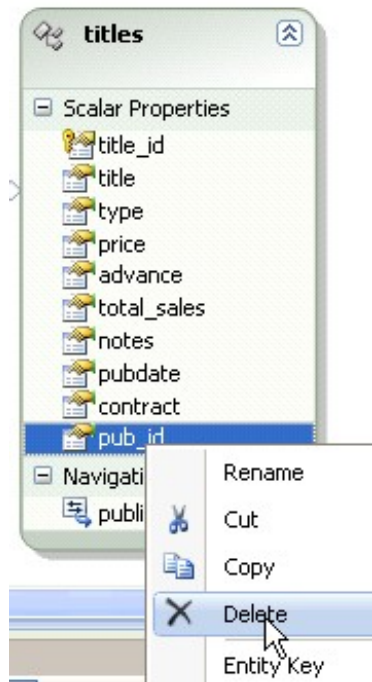 titles
Scalar Properties
title_id
title
type
price
advance
total_sales
notes
pubdate
contract
pub_id
Navigati
publi
Rename
Cut
Copy
Delete
Entity Key